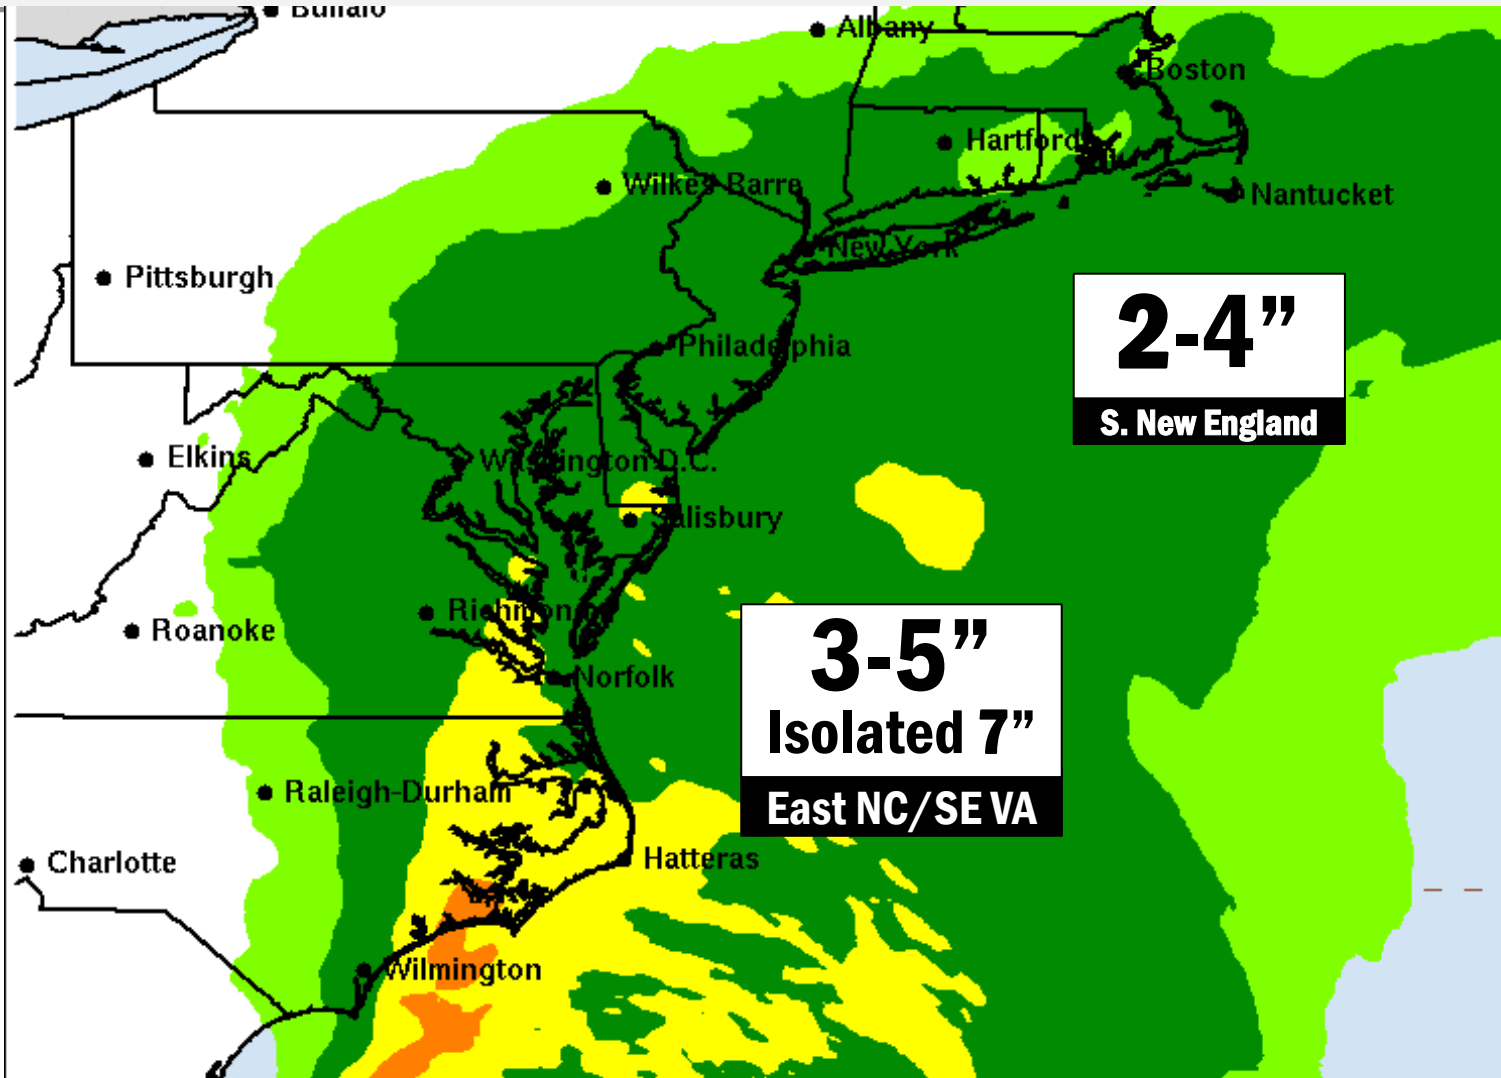 Buffalo
Albany
Boston
Hartford
Wilkes-Barre
Nantucket
New York
Pittsburgh
2-4”
S. New England
Philadelphia
Elkins
Washington D.C.
Salisbury
Richmond
Roanoke
3-5”
Isolated 7”
East NC/SE VA
Norfolk
Raleigh-Durham
Hatteras
Charlotte
Wilmington